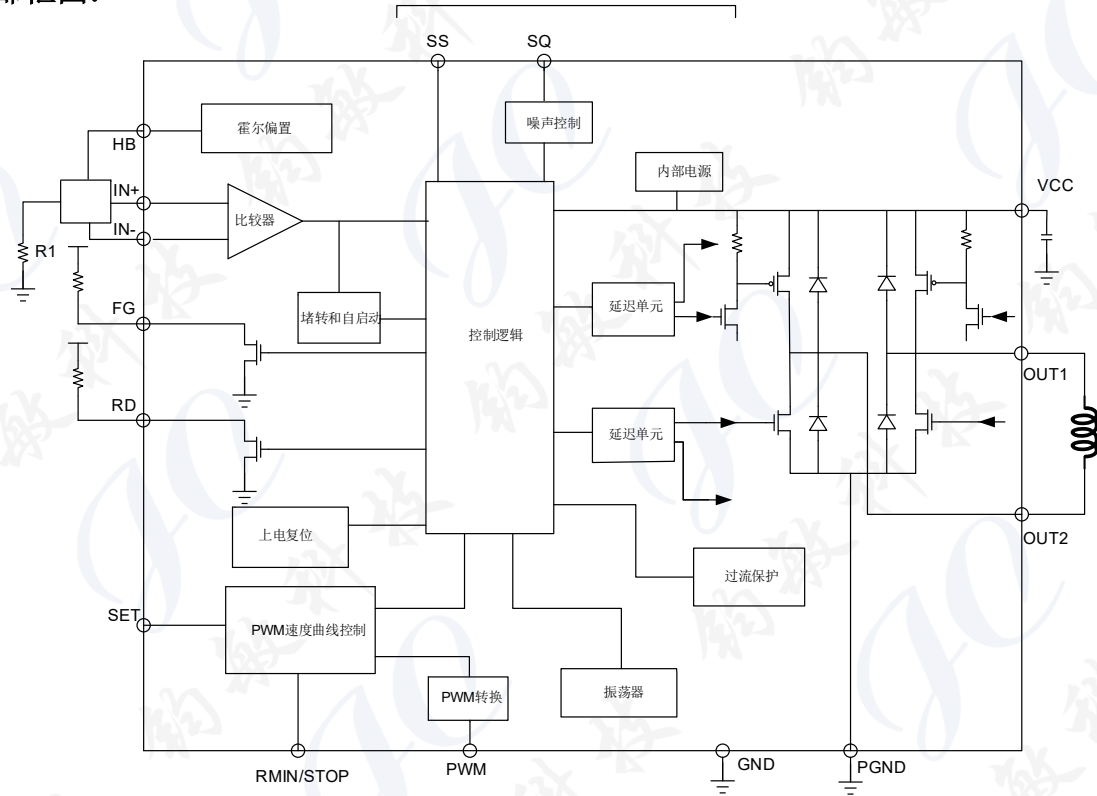 SS
SQ
霍尔偏置
噪声控制
HB
内部电源
IN+
VCC
比较器
IN-
R1
延迟单元
FG
堵转和自启动
控制逻辑
OUT1
RD
延迟单元
上电复位
OUT2
过流保护
SET
PWM速度曲线控制
PWM转换
振荡器
GND
PGND
RMIN/STOP
PWM